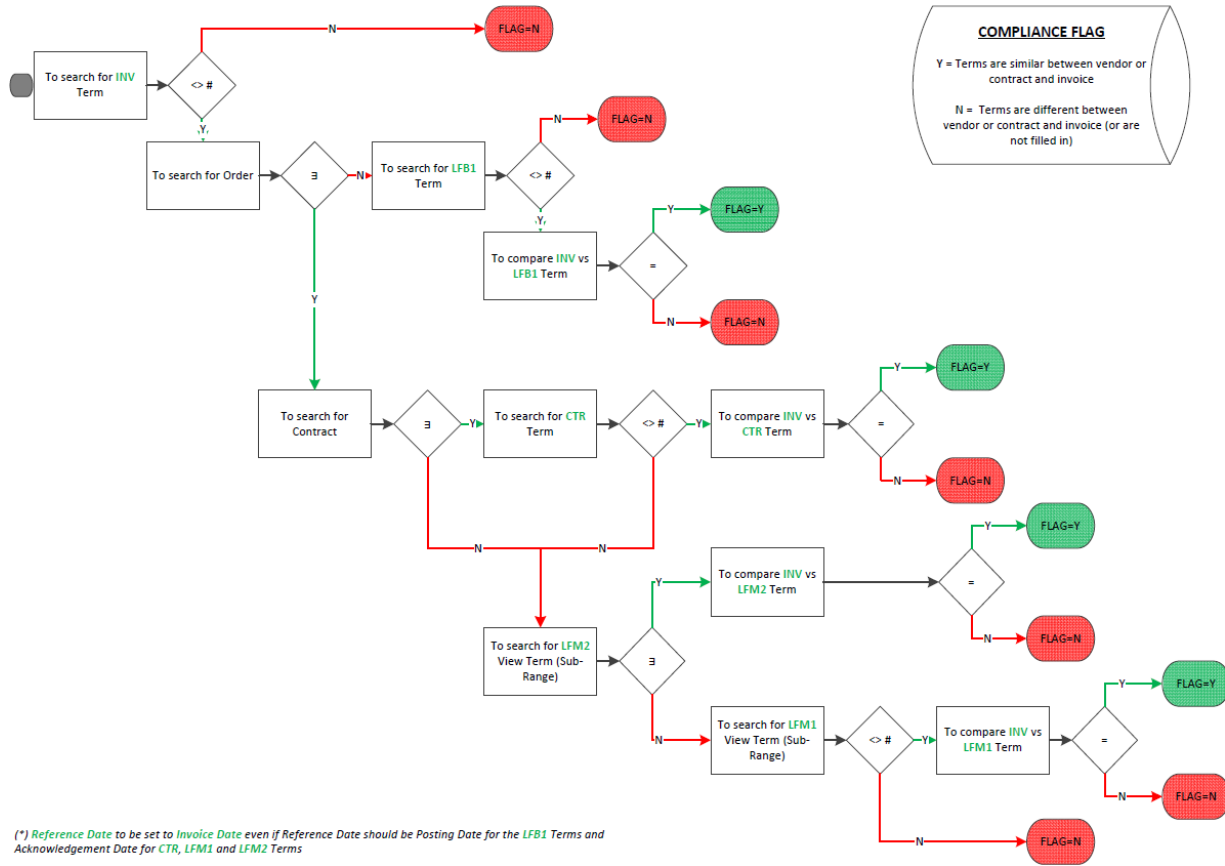 N
FLAG=N
COMPLIANCE FLAG
Y = Terms are similar between vendor or
contract and invoice
N =  Terms are different between
vendor or contract and invoice (or are
not filled in)
To search for INV
Term
<> #
Y
To search for Order
∃
N
To search for LFB1
Term
<> #
N
FLAG=N
Y
To compare INV vs
LFB1 Term
=
Y
FLAG=Y
N
FLAG=N
Y
To search for
Contract
∃
Y
To search for CTR
Term
<> #
Y
To compare INV vs
CTR Term
=
Y
FLAG=Y
N
FLAG=N
N
N
To search for LFM2
View Term (Sub-
Range)
∃
Y
To compare INV vs
LFM2 Term
=
Y
FLAG=Y
N
FLAG=N
N
To search for LFM1
View Term (Sub-
Range)
<> #
Y
To compare INV vs
LFM1 Term
=
Y
FLAG=Y
N
FLAG=N
N
FLAG=N
(*) Reference Date to be set to Invoice Date even if Reference Date should be Posting Date for the LFB1 Terms and
Acknowledgement Date for CTR, LFM1 and LFM2 Terms